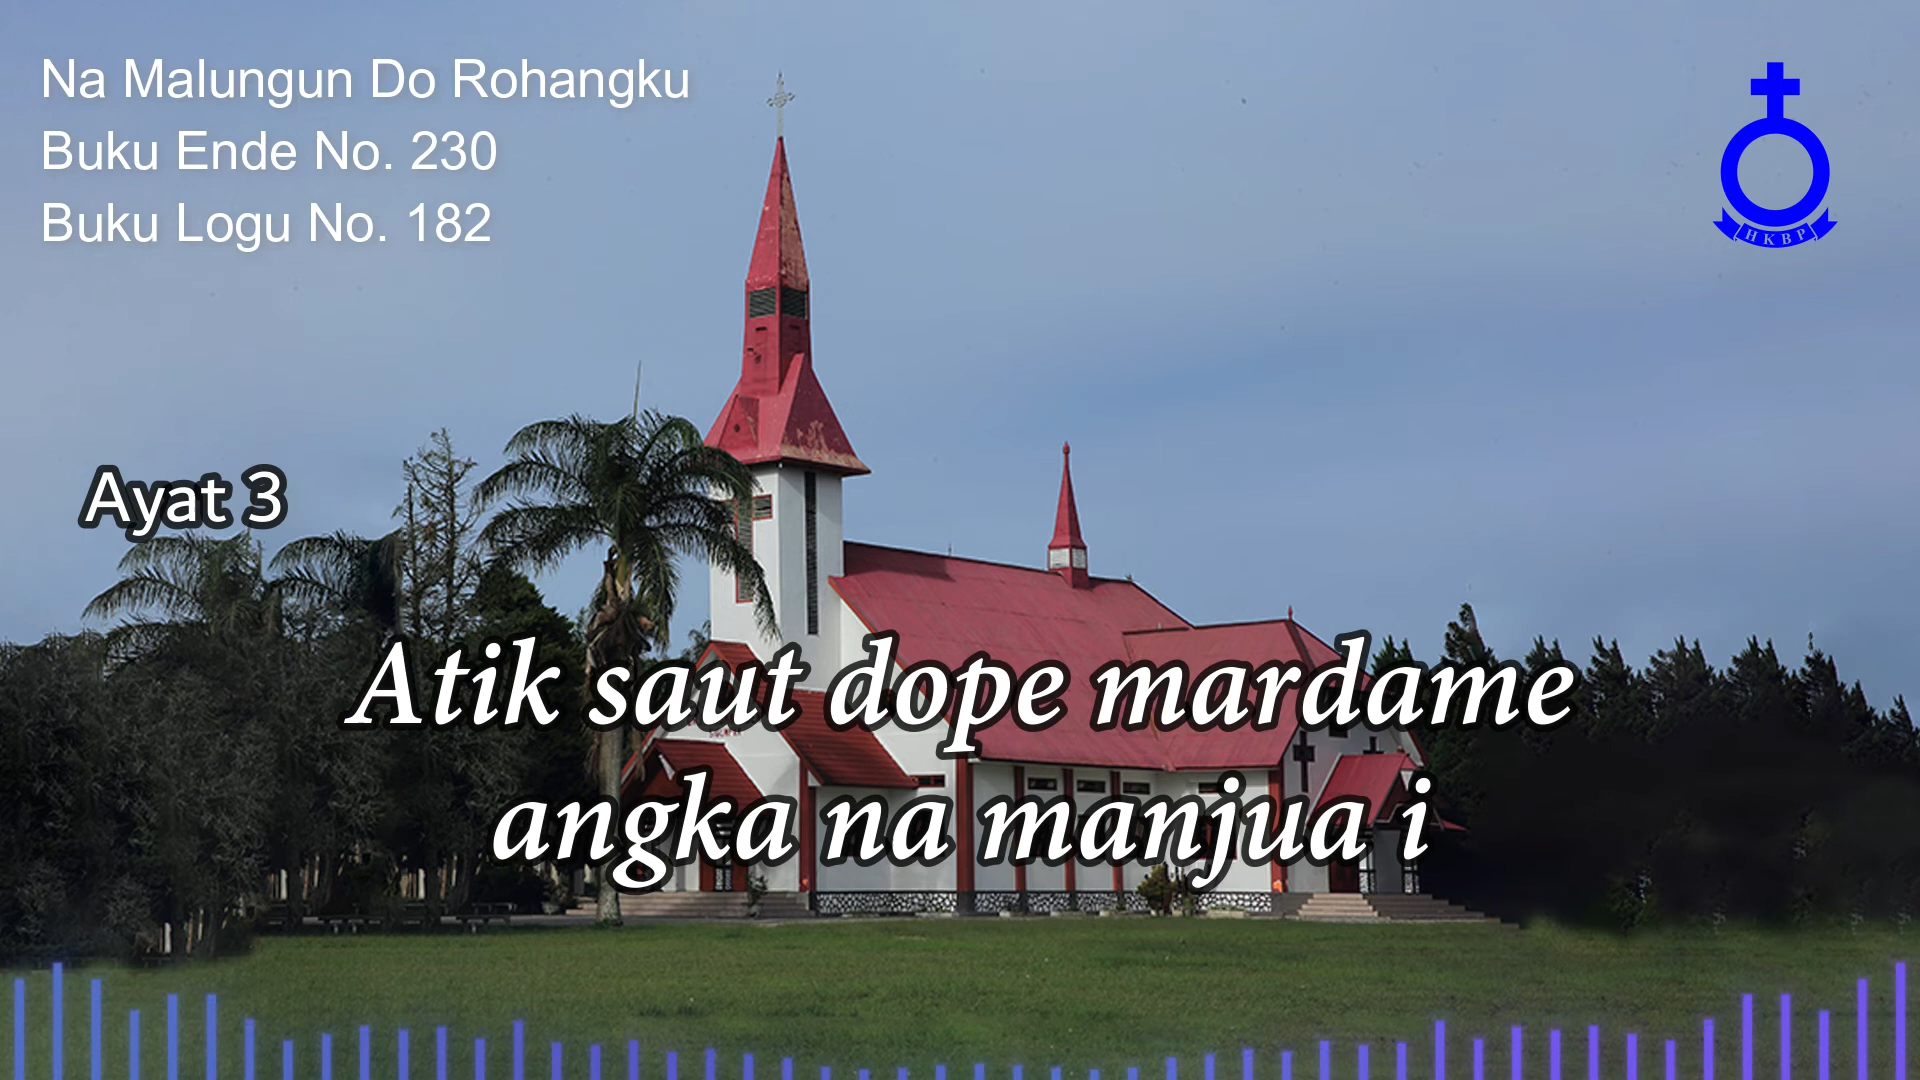 Na Malungun Do Rohangku
Buku Ende No. 230
Buku Logu No. 182
HKBP
Ayat 3
Atik saut dope mardame
angka na manjua i